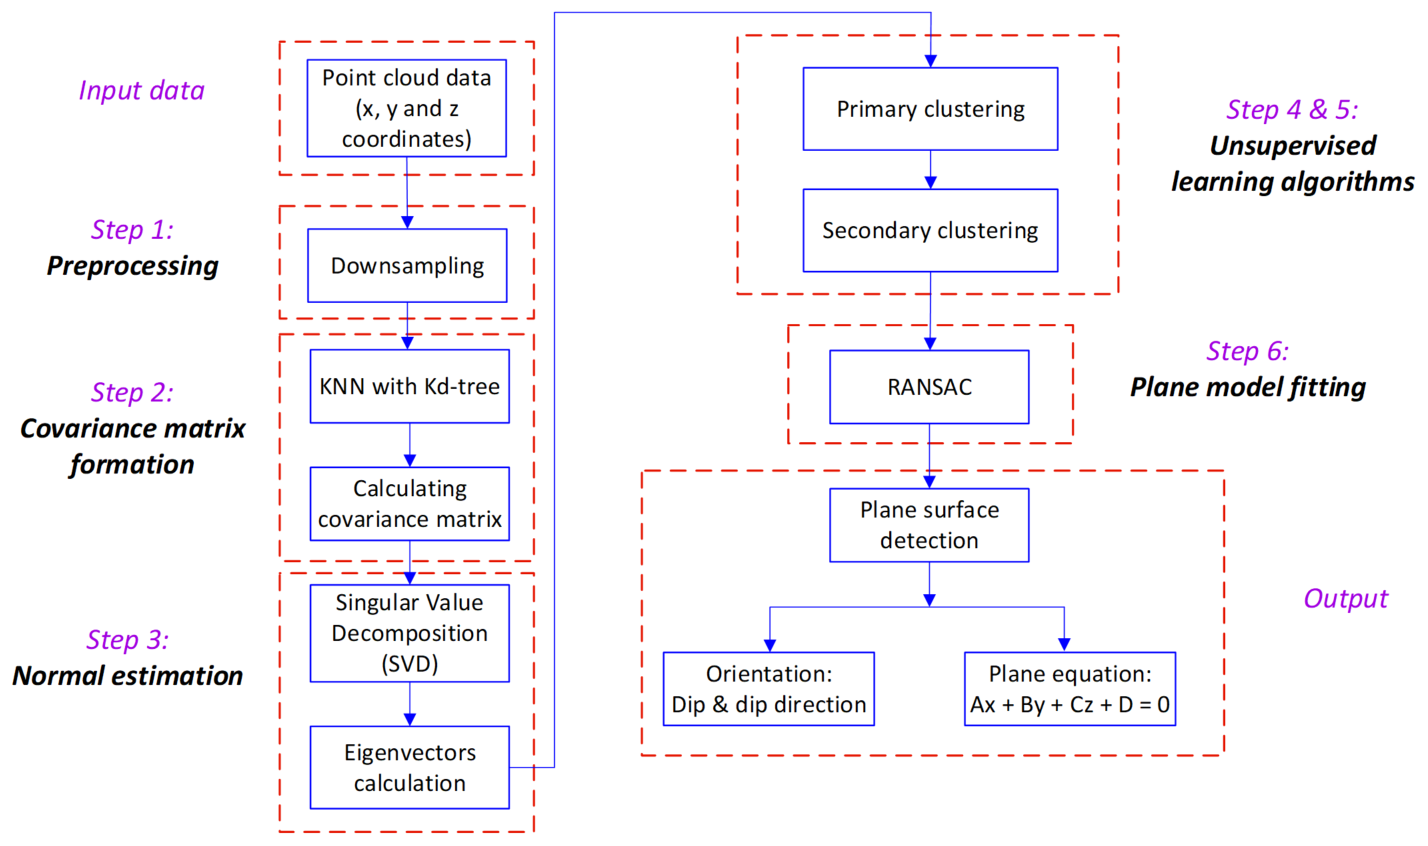 Input data
Point cloud data
(x, y and z
coordinates)
Step 1:
Preprocessing
Downsampling
Step 2:
Covariance matrix
formation
KNN with Kd-tree
Calculating
covariance matrix
Step 3:
Normal estimation
Singular Value
Decomposition
(SVD)
Eigenvectors
calculation
Primary clustering
Secondary clustering
Step 4 & 5:
Unsupervised
learning algorithms
RANSAC
Step 6:
Plane model fitting
Plane surface
detection
Orientation:
Dip & dip direction
Plane equation:
Ax + By + Cz + D = 0
Output